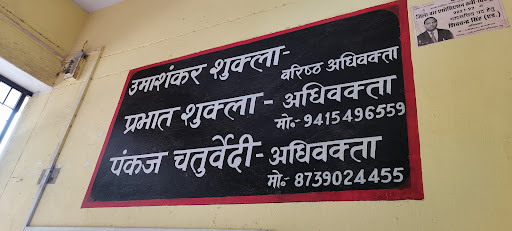 उमाशंकर शुक्ला- वरिष्ठ अधिवक्ता
प्रभात शुक्ला - अधिवक्ता
मो॰- 9415496559
पंकज चतुर्वेदी - अधिवक्ता
मो॰- 8739024455